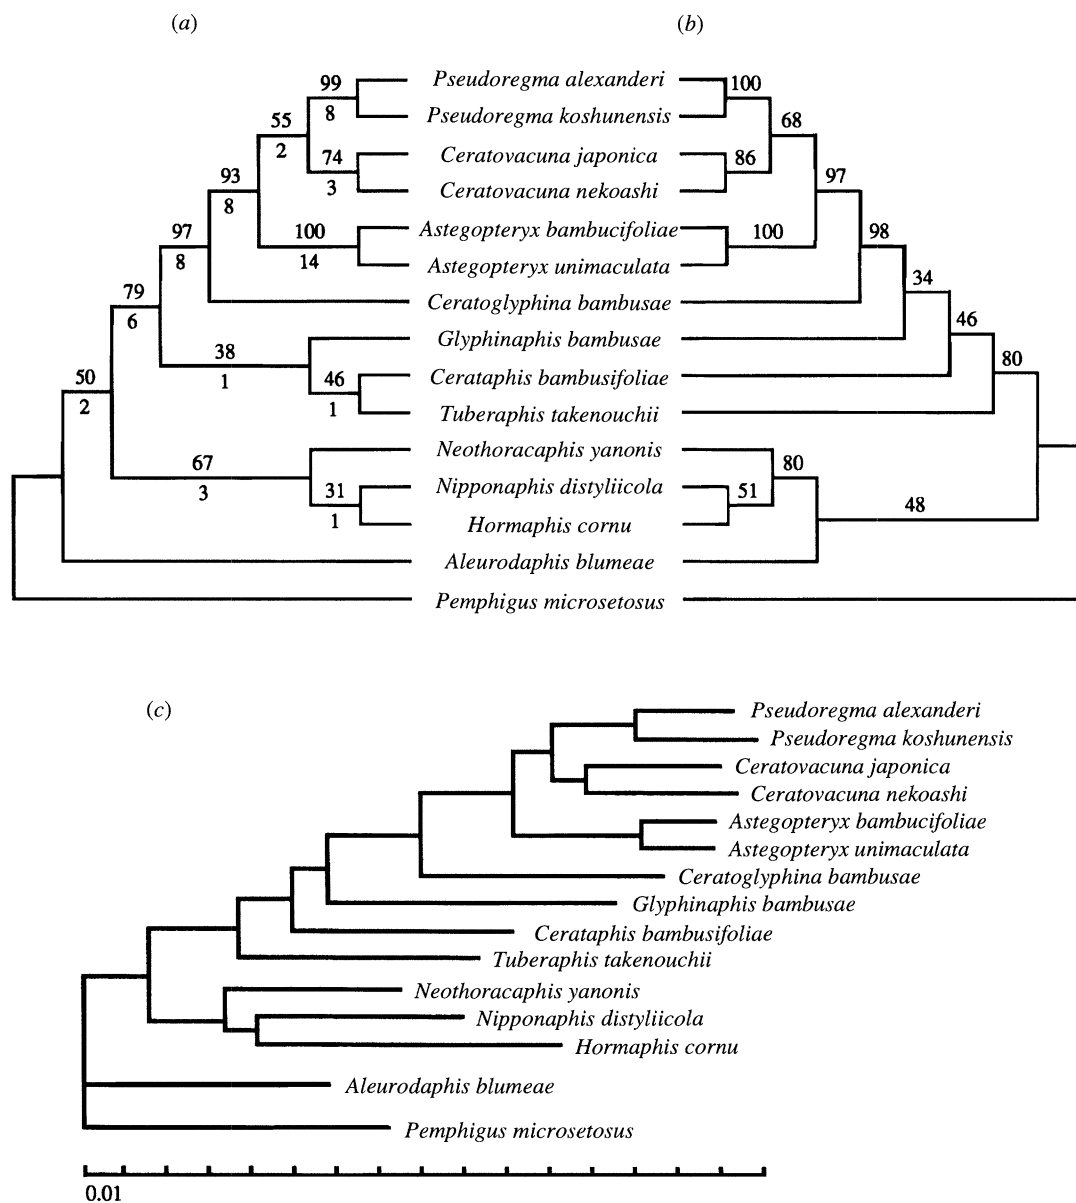 (a) (b)
99 Pseudoregma alexanderi 100
55 8 Pseudoregma koshunensis 68
2 74 Ceratovacuna japonica 86
93 3 Ceratovacuna nekoashi 97
8
97 100 Astegopteryx bambucifoliae 100 98
8 14 Astegopteryx unimaculata
79 Ceratoglyphina bambusae 34
6 Glyphinaphis bambusae 46
38
1 46 Cerataphis bambusifoliae 80
50 1 Tuberaphis takenouchii
2
67 Neothoracaphis yanonis 80
3 31 Nipponaphis distyliicola 51
1 Hormaphis cornu 48
Aleurodaphis blumeae
Pemphigus microsetosus
(c)
Pseudoregma alexanderi
Pseudoregma koshunensis
Ceratovacuna japonica
Ceratovacuna nekoashi
Astegopteryx bambucifoliae
Astegopteryx unimaculata
Ceratoglyphina bambusae
Glyphinaphis bambusae
Cerataphis bambusifoliae
Tuberaphis takenouchii
Neothoracaphis yanonis
Nipponaphis distyliicola
Hormaphis cornu
Aleurodaphis blumeae
Pemphigus microsetosus
0.01